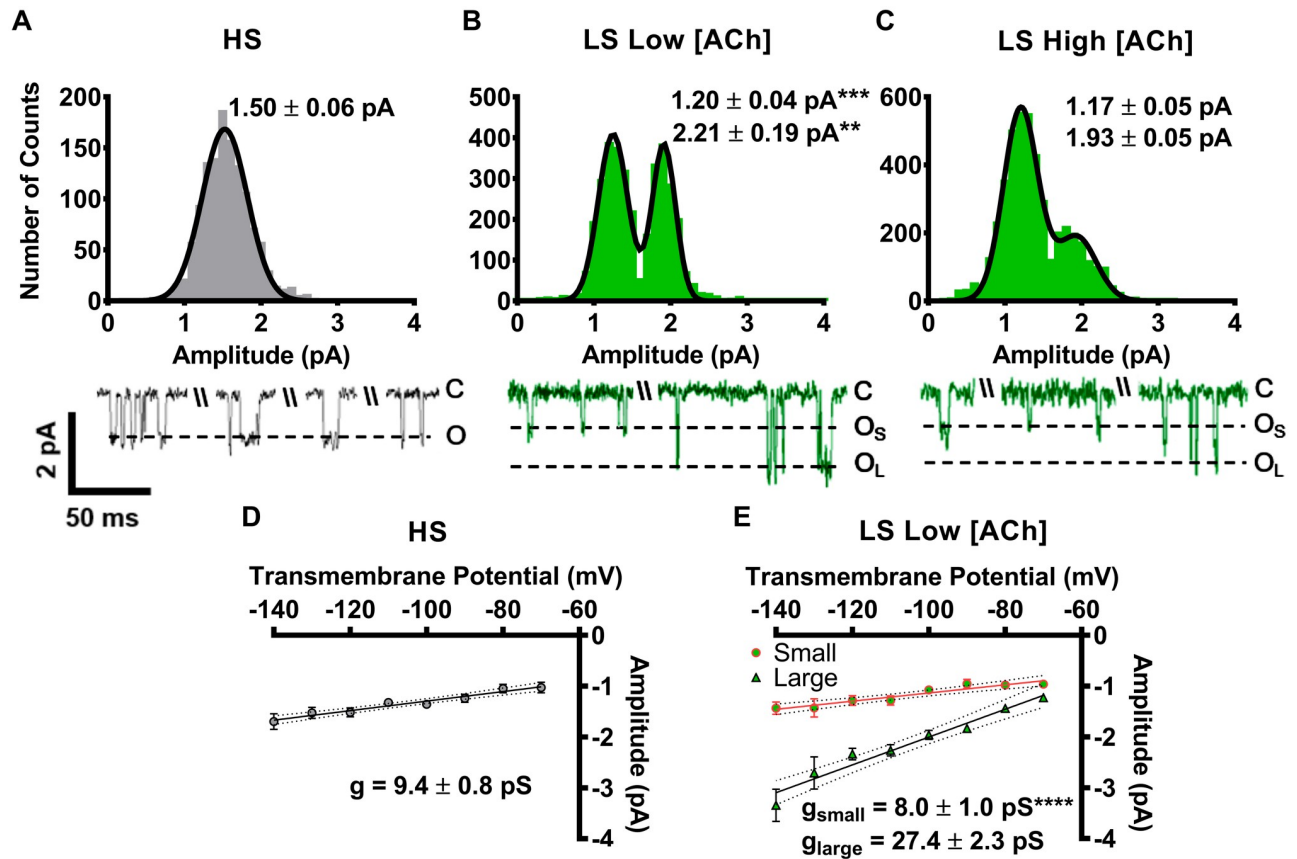 A
HS
Number of Counts
200
150
100
50
0
1.50 ± 0.06 pA
0 1 2 3 4
Amplitude (pA)
C
O
2 pA
50 ms
B
LS Low [ACh]
500
400
300
200
100
0
1.20 ± 0.04 pA***
2.21 ± 0.19 pA**
0 1 2 3 4
Amplitude (pA)
C
OS
OL
C
LS High [ACh]
600
400
200
0
1.17 ± 0.05 pA
1.93 ± 0.05 pA
0 1 2 3 4
Amplitude (pA)
C
OS
OL
D
HS
Transmembrane Potential (mV)
-140 -120 -100 -80 -60
0
-1
-2
-3
-4
Amplitude (pA)
g = 9.4 ± 0.8 pS
E
LS Low [ACh]
Transmembrane Potential (mV)
-140 -120 -100 -80 -60
0
-1
-2
-3
-4
Amplitude (pA)
Small
Large
gsmall = 8.0 ± 1.0 pS****
glarge = 27.4 ± 2.3 pS